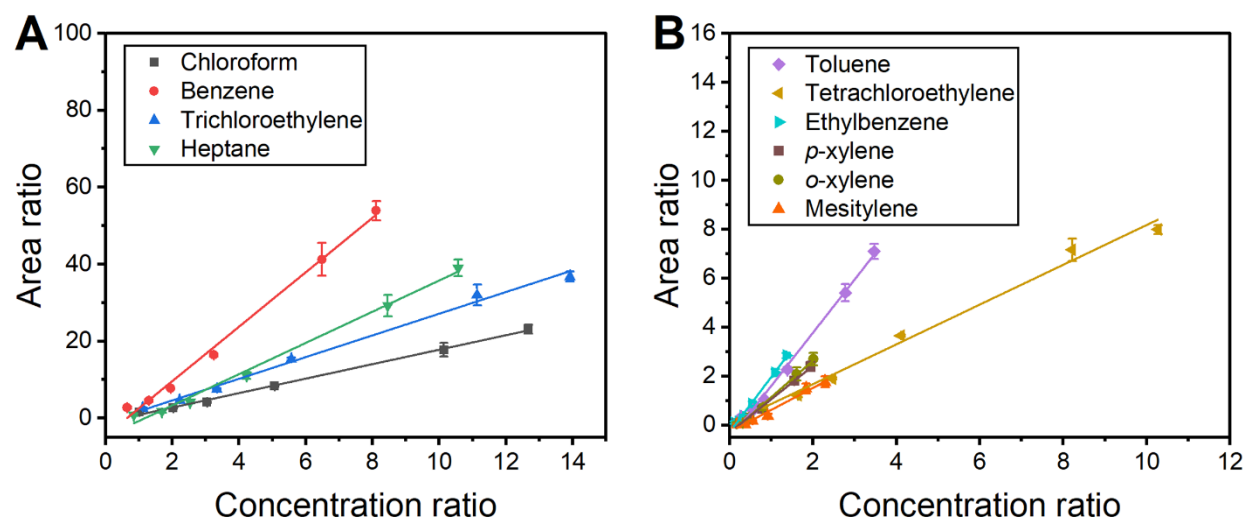 A
Chloroform
Benzene
Trichloroethylene
Heptane
Area ratio
100
80
60
40
20
0
0 2 4 6 8 10 12 14
Concentration ratio
B
Toluene
Tetrachloroethylene
Ethylbenzene
p-xylene
o-xylene
Mesitylene
Area ratio
16
14
12
10
8
6
4
2
0
0 2 4 6 8 10 12
Concentration ratio